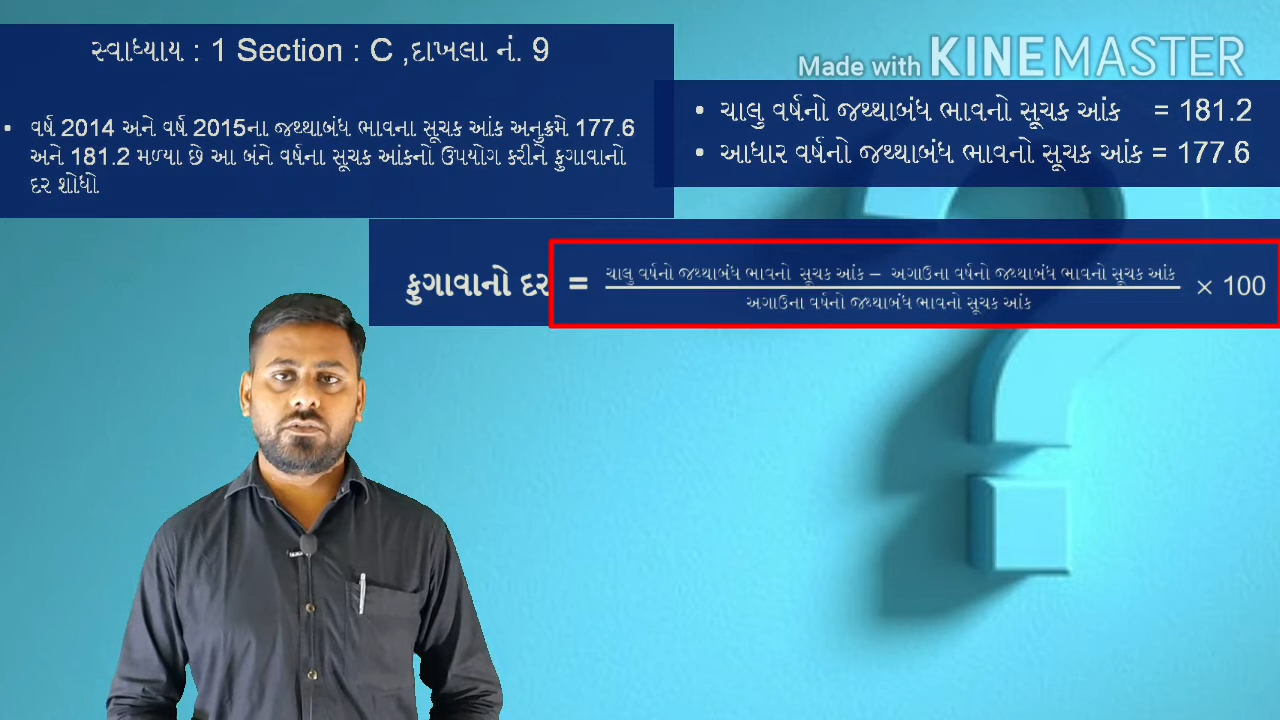 સ્વાધ્યાય : 1 Section : C ,દાખલા નં. 9
Made with KINEMASTER
• વર્ષ 2014 અને વર્ષ 2015ના જથ્થાબંધ ભાવના સૂચક આંક અનુક્રમે 177.6
અને 181.2 મળ્યા છે આ બંને વર્ષના સૂચક આંકનો ઉપયોગ કરીને ફુગાવાનો
દર શોધો
• ચાલુ વર્ષનો જથ્થાબંધ ભાવનો સૂચક આંક = 181.2
• આધાર વર્ષનો જથ્થાબંધ ભાવનો સૂચક આંક = 177.6
ચાલુ વર્ષનો જથ્થાબંધ ભાવનો સૂચક આંક – અગાઉના વર્ષનો જથ્થાબંધ ભાવનો સૂચક આંક
ફુગાવાનો દર = × 100
અગાઉના વર્ષનો જથ્થાબંધ ભાવનો સૂચક આંક